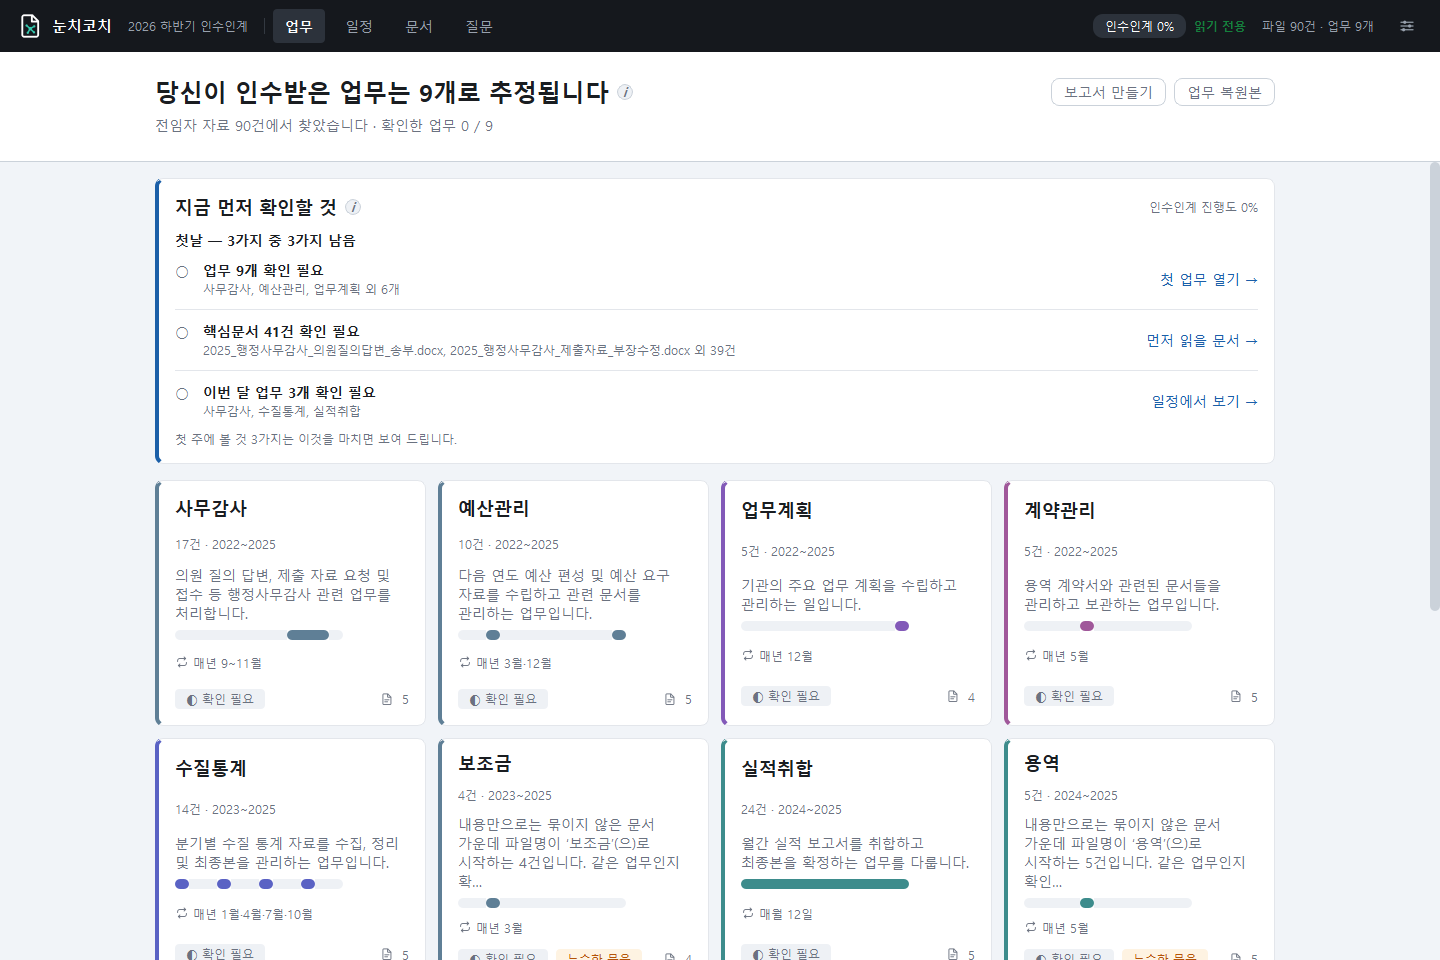 눈치코치
2026 하반기 인수인계
업무
일정
문서
질문
인수인계 0%
읽기 전용
파일 90건 · 업무 9개
당신이 인수받은 업무는 9개로 추정됩니다
전임자 자료 90건에서 찾았습니다 · 확인한 업무 0 / 9
보고서 만들기
업무 복원본
지금 먼저 확인할 것
인수인계 진행도 0%
첫날 — 3가지 중 3가지 남음
업무 9개 확인 필요
사무감사, 예산관리, 업무계획 외 6개
첫 업무 열기 →
핵심문서 41건 확인 필요
2025_행정사무감사_의원질의답변_송부.docx, 2025_행정사무감사_제출자료_부장수정.docx 외 39건
먼저 읽을 문서 →
이번 달 업무 3개 확인 필요
사무감사, 수질통계, 실적취합
일정에서 보기 →
첫 주에 볼 것 3가지는 이것을 마치면 보여 드립니다.
사무감사
17건 · 2022~2025
의원 질의 답변, 제출 자료 요청 및
접수 등 행정사무감사 관련 업무를
처리합니다.
매년 9~11월
확인 필요
5
예산관리
10건 · 2022~2025
다음 연도 예산 편성 및 예산 요구
자료를 수립하고 관련 문서를
관리하는 업무입니다.
매년 3월·12월
확인 필요
5
업무계획
5건 · 2022~2025
기관의 주요 업무 계획을 수립하고
관리하는 일입니다.
매년 12월
확인 필요
4
계약관리
5건 · 2022~2025
용역 계약서와 관련된 문서들을
관리하고 보관하는 업무입니다.
매년 5월
확인 필요
5
수질통계
14건 · 2023~2025
분기별 수질 통계 자료를 수집, 정리
및 최종본을 관리하는 업무입니다.
매년 1월·4월·7월·10월
확인 필요
5
보조금
4건 · 2023~2025
내용만으로는 묶이지 않은 문서
가운데 파일명이 '보조금'(으)로
시작하는 4건입니다. 같은 업무인지
확...
매년 3월
확인 필요
느슨한 묶음
4
실적취합
24건 · 2024~2025
월간 실적 보고서를 취합하고
최종본을 확정하는 업무를 다룹니다.
매월 12일
확인 필요
5
용역
5건 · 2024~2025
내용만으로는 묶이지 않은 문서
가운데 파일명이 '용역'(으)로
시작하는 5건입니다. 같은 업무인지
확인...
매년 5월
확인 필요
느슨한 묶음
5